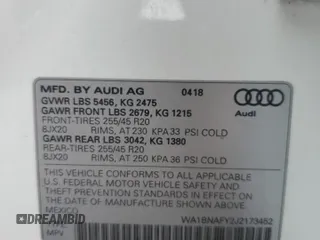 MFD. BY AUDI AG 0418
GVWR LBS 5456, KG 2475
GAWR FRONT LBS 2679, KG 1215
FRONT-TIRES 255/45 R20
8JX20 RIMS, AT 230 KPA 33 PSI COLD
GAWR REAR LBS 3042, KG 1380
REAR-TIRES 255/45 R20
8JX20 RIMS, AT 250 KPA 36 PSI COLD
Audi
THIS VEHICLE CONFORMS TO ALL APPLICABLE
U.S. FEDERAL MOTOR VEHICLE SAFETY AND
THEFT PREVENTION STANDARDS IN EFFECT
ON THE DATE OF MANUFACTURE SHOWN ABOVE.
MEXICO
WA1BNAFY2J2173452
TYPE:
MPV